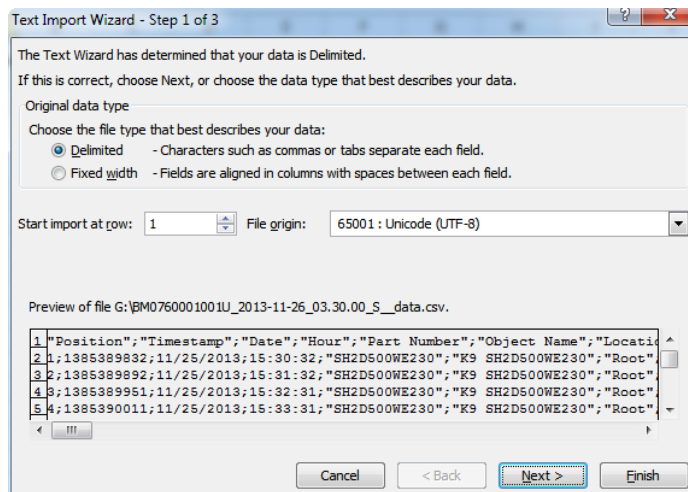 Text Import Wizard - Step 1 of 3
The Text Wizard has determined that your data is Delimited.
If this is correct, choose Next, or choose the data type that best describes your data.
Original data type
Choose the file type that best describes your data:
Delimited - Characters such as commas or tabs separate each field.
Fixed width - Fields are aligned in columns with spaces between each field.
Start import at row: 1 File origin: 65001 : Unicode (UTF-8)
Preview of file G:\BM0760001001U_2013-11-26_03.30.00_S__data.csv.
1 "Position";"Timestamp";"Date";"Hour";"Part Number";"Object Name";"Locatio
2 1;1385389832;11/25/2013;15:30:32;"SH2D500WE230";"K9 SH2D500WE230";"Root"
3 2;1385389892;11/25/2013;15:31:32;"SH2D500WE230";"K9 SH2D500WE230";"Root"
4 3;1385389951;11/25/2013;15:32:31;"SH2D500WE230";"K9 SH2D500WE230";"Root"
5 4;1385390011;11/25/2013;15:33:31;"SH2D500WE230";"K9 SH2D500WE230";"Root"
Cancel < Back Next > Finish